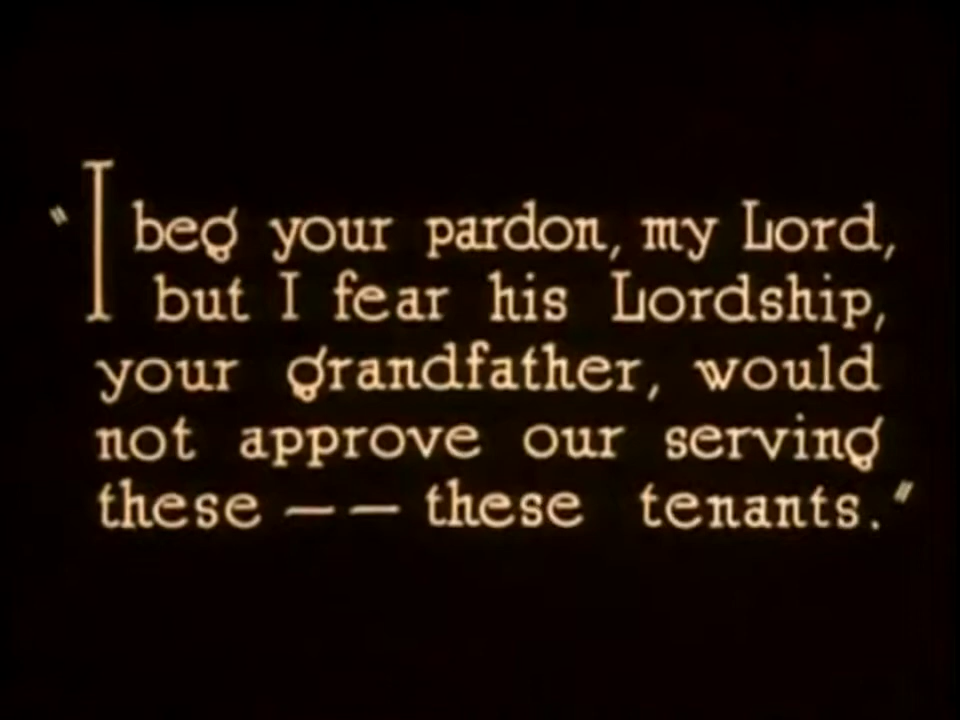 "I beg your pardon, my Lord,
but I fear his Lordship,
your grandfather, would
not approve our serving
these — — these tenants."